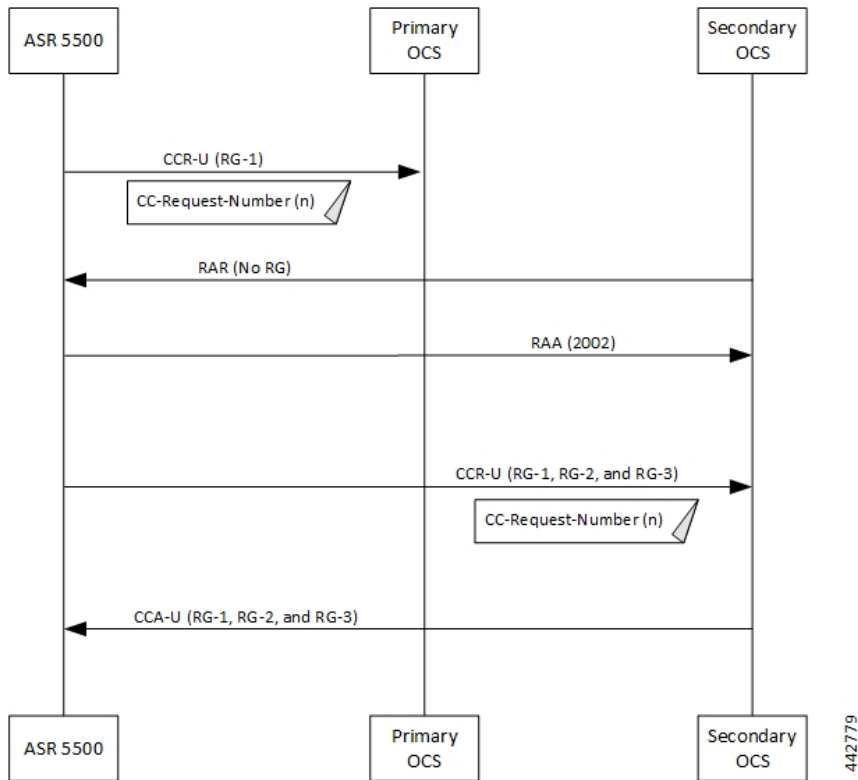 ASR 5500
Primary
OCS
Secondary
OCS
CCR-U (RG-1)
CC-Request-Number (n)
RAR (No RG)
RAA (2002)
CCR-U (RG-1, RG-2, and RG-3)
CC-Request-Number (n)
CCA-U (RG-1, RG-2, and RG-3)
ASR 5500
Primary
OCS
Secondary
OCS
442779